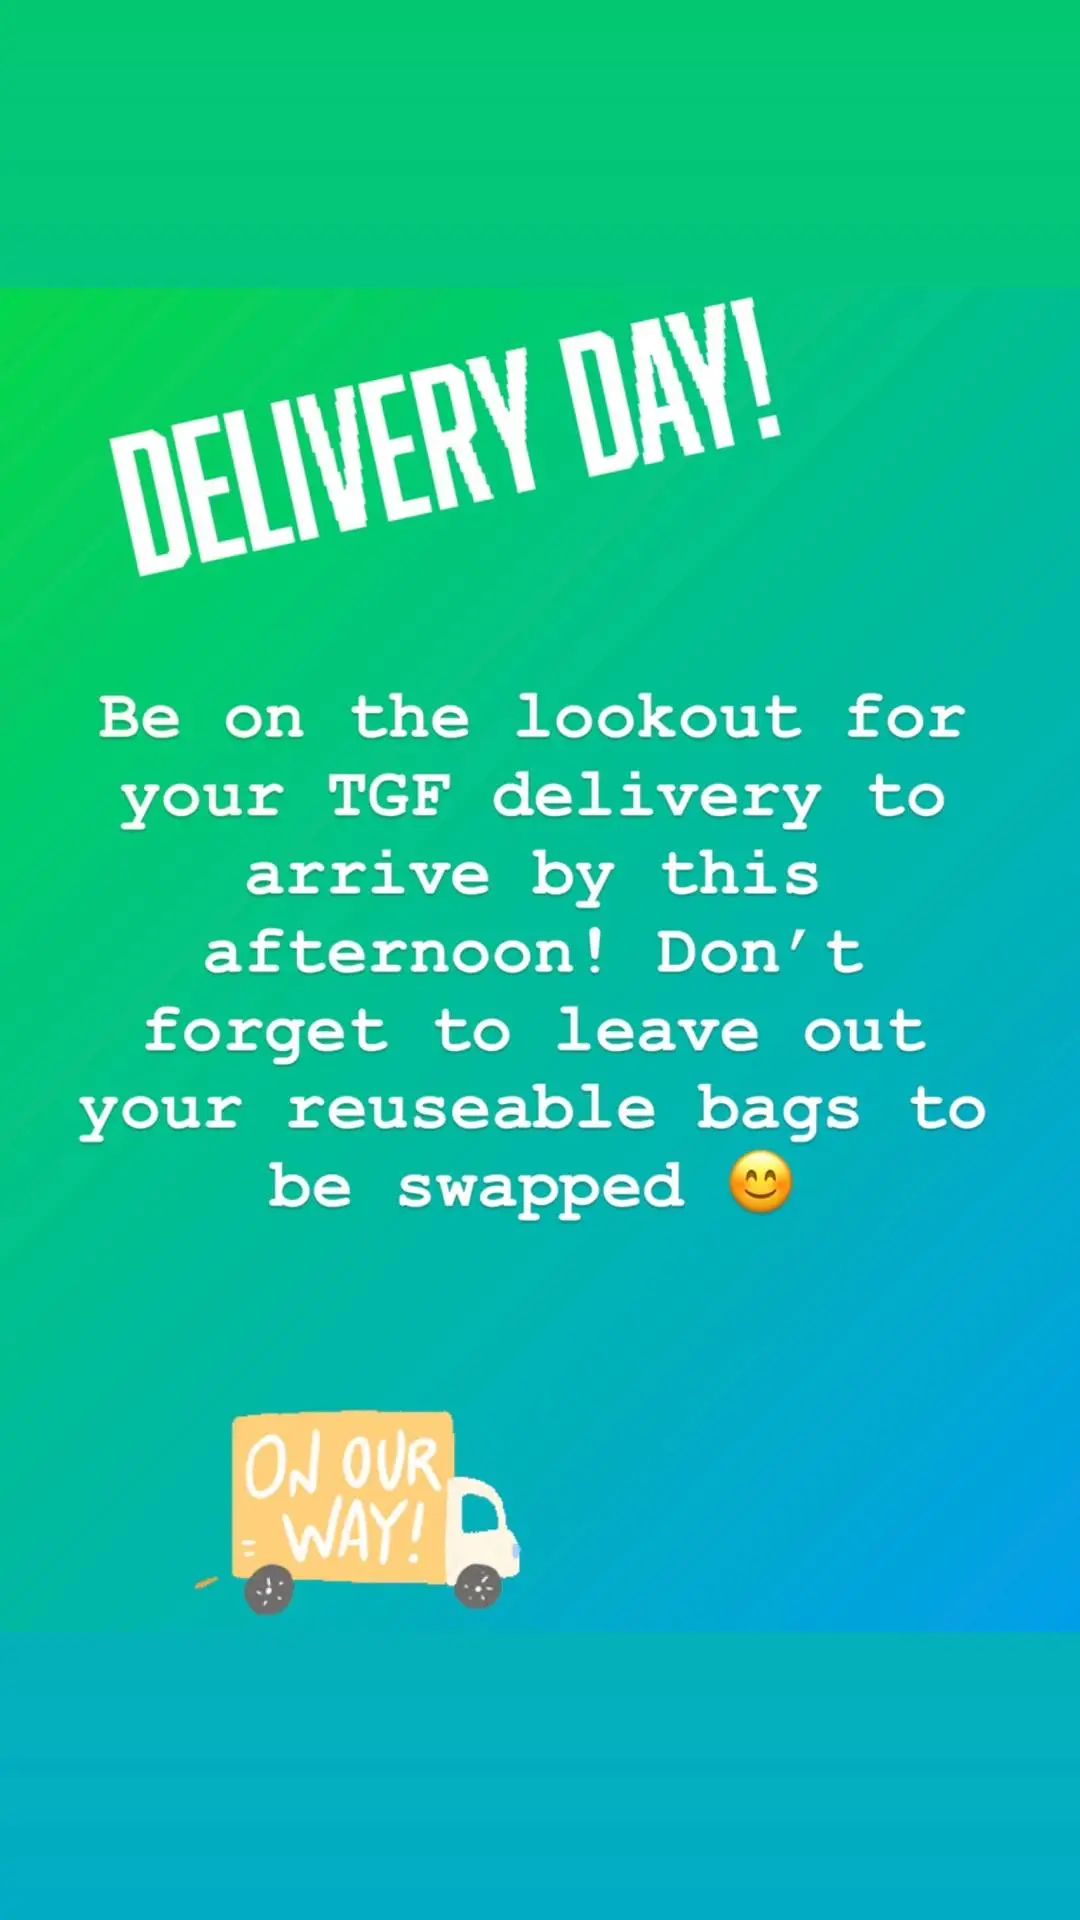 DELIVERY DAY!
Be on the lookout for
your TGF delivery to
arrive by this
afternoon! Don’t
forget to leave out
your reuseable bags to
be swapped 😊
ON OUR
WAY!